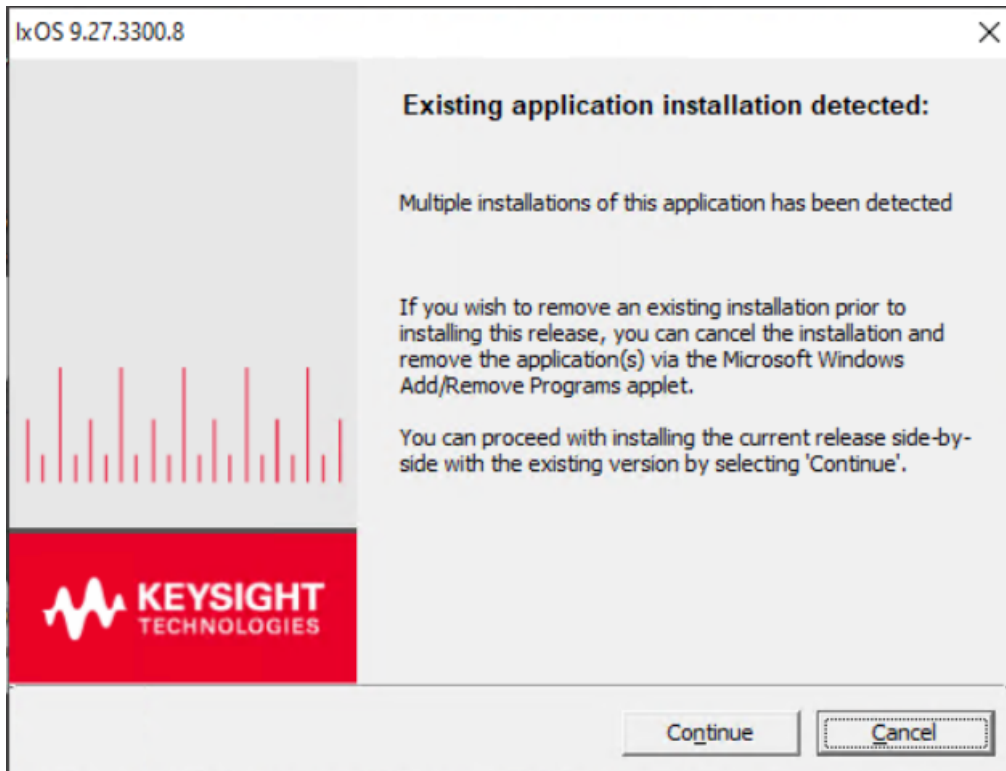 IxOS 9.27.3300.8
Existing application installation detected:
Multiple installations of this application has been detected
If you wish to remove an existing installation prior to
installing this release, you can cancel the installation and
remove the application(s) via the Microsoft Windows
Add/Remove Programs applet.
You can proceed with installing the current release side-by-
side with the existing version by selecting 'Continue'.
KEYSIGHT
TECHNOLOGIES
Continue
Cancel